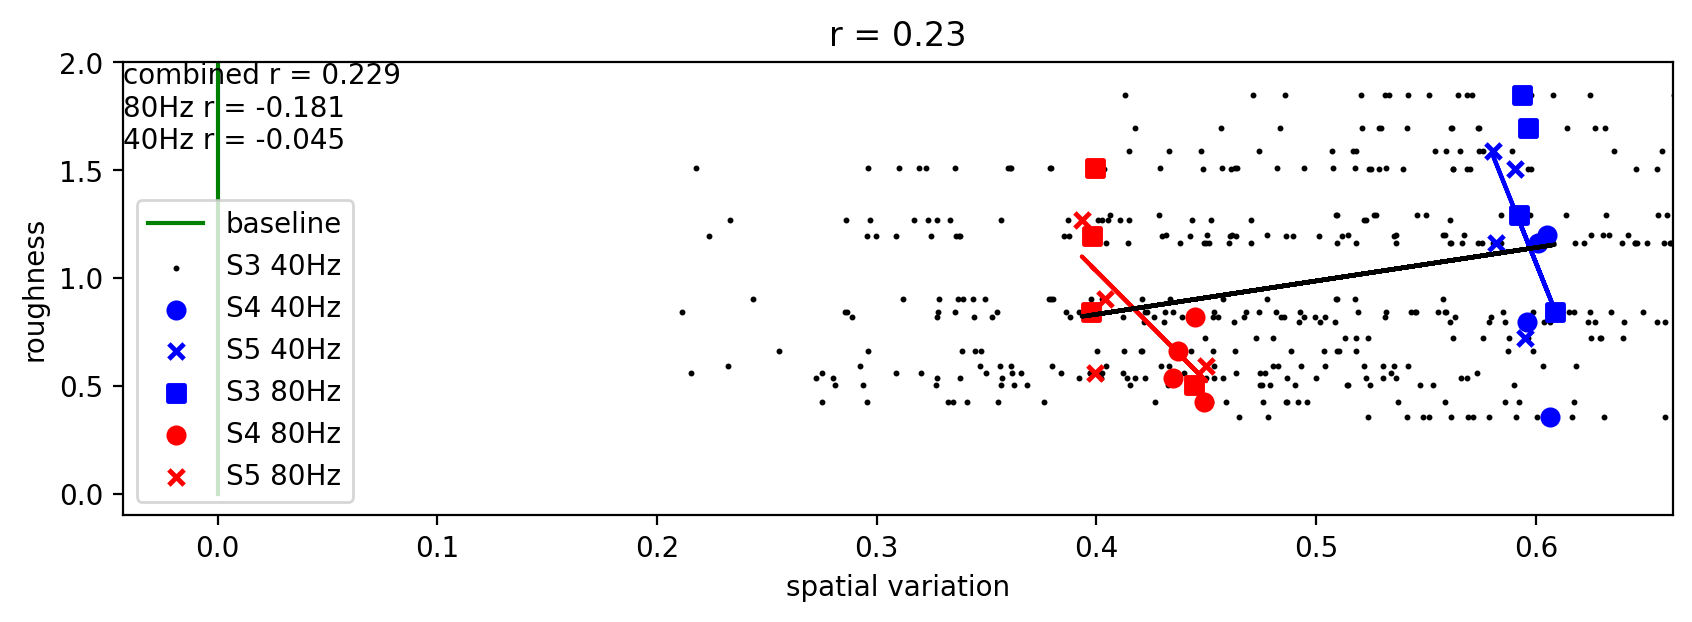 r = 0.23
combined r = 0.229
80Hz r = -0.181
40Hz r = -0.045
roughness
2.0
1.5
1.0
0.5
0.0
baseline
S3 40Hz
S4 40Hz
S5 40Hz
S3 80Hz
S4 80Hz
S5 80Hz
0.0 0.1 0.2 0.3 0.4 0.5 0.6
spatial variation